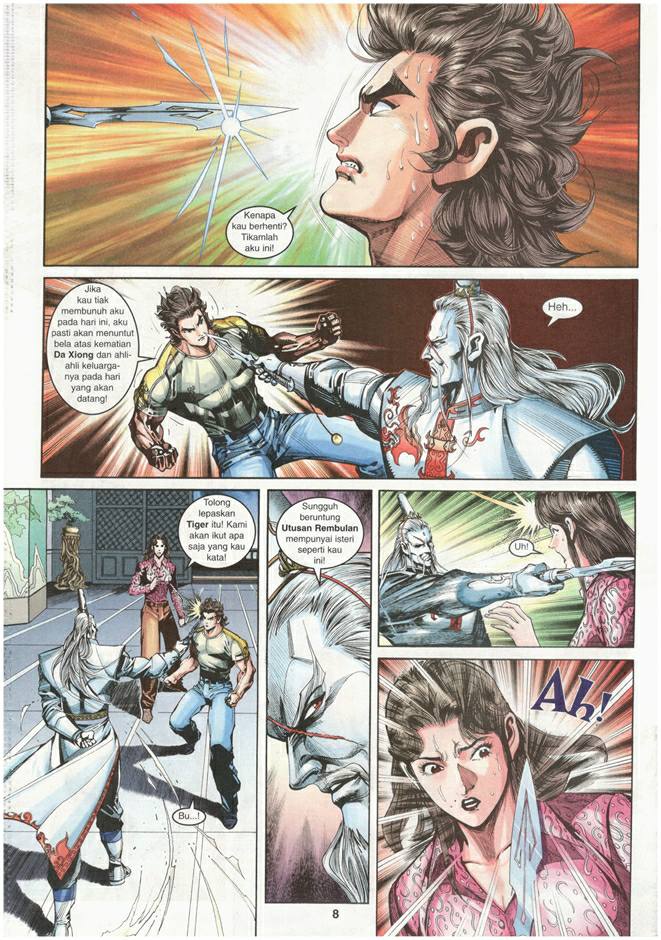 Kenapa
kau berhenti?
Tikamlah
aku ini!
Jika
kau tiak
membunuh aku
pada hari ini, aku
pasti akan menuntut
bela atas kematian
Da Xiong dan ahli-
ahli keluarga-
nya pada hari
yang akan
datang!
Heh...
Tolong
lepaskan
Tiger itu! Kami
akan ikut apa
saja yang kau
kata!
Bu...!
Sungguh
beruntung
Utusan Rembulan
mempunyai isteri
seperti kau
ini!
Uh!
Ah!
8